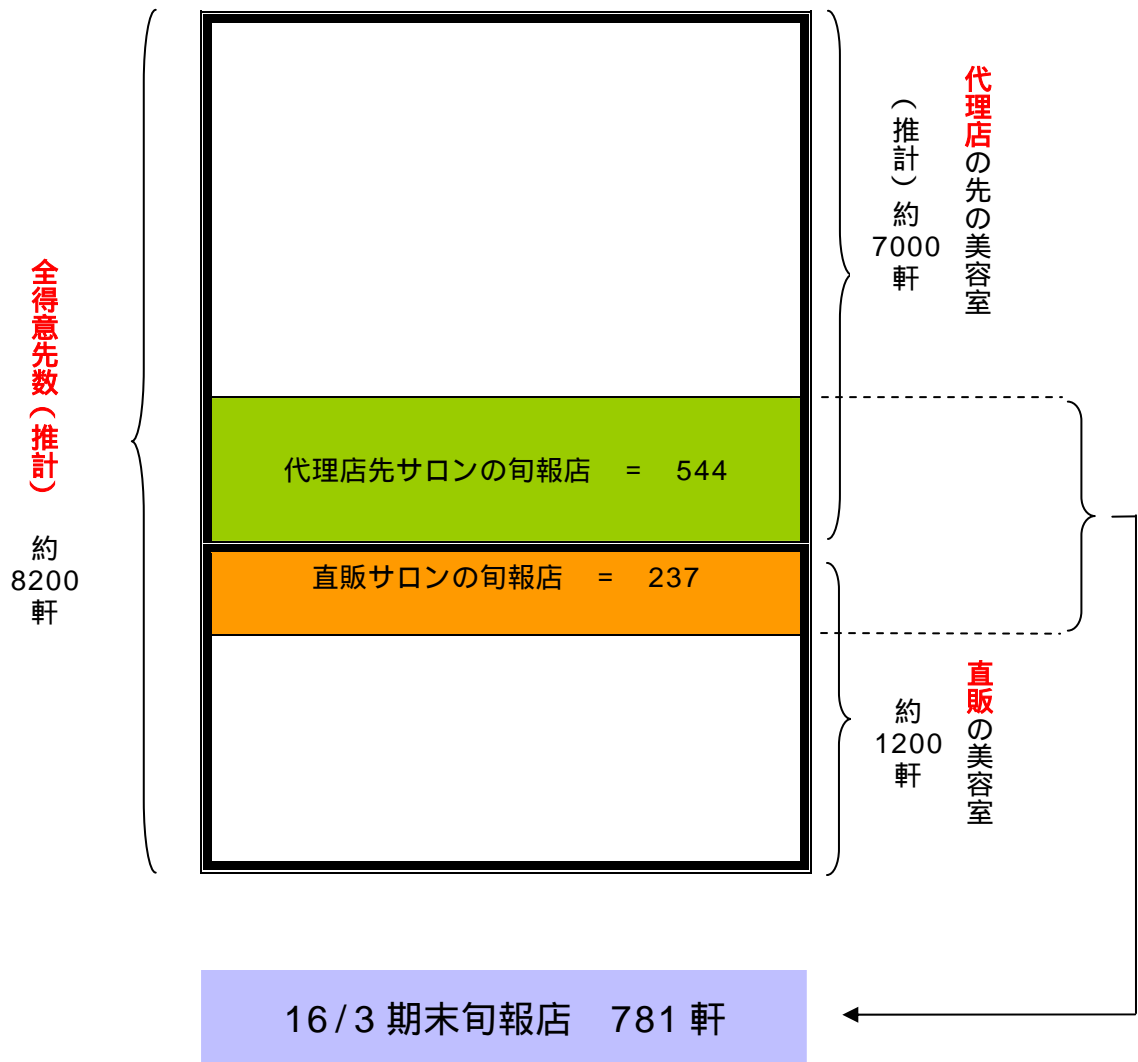 全得意先数(推計)
約
8200
軒
代理店の先の美容室
(推計)約
7000
軒
代理店先サロンの旬報店 = 544
直販サロンの旬報店 = 237
直販の美容室
約
1200
軒
16/3 期末旬報店 781 軒